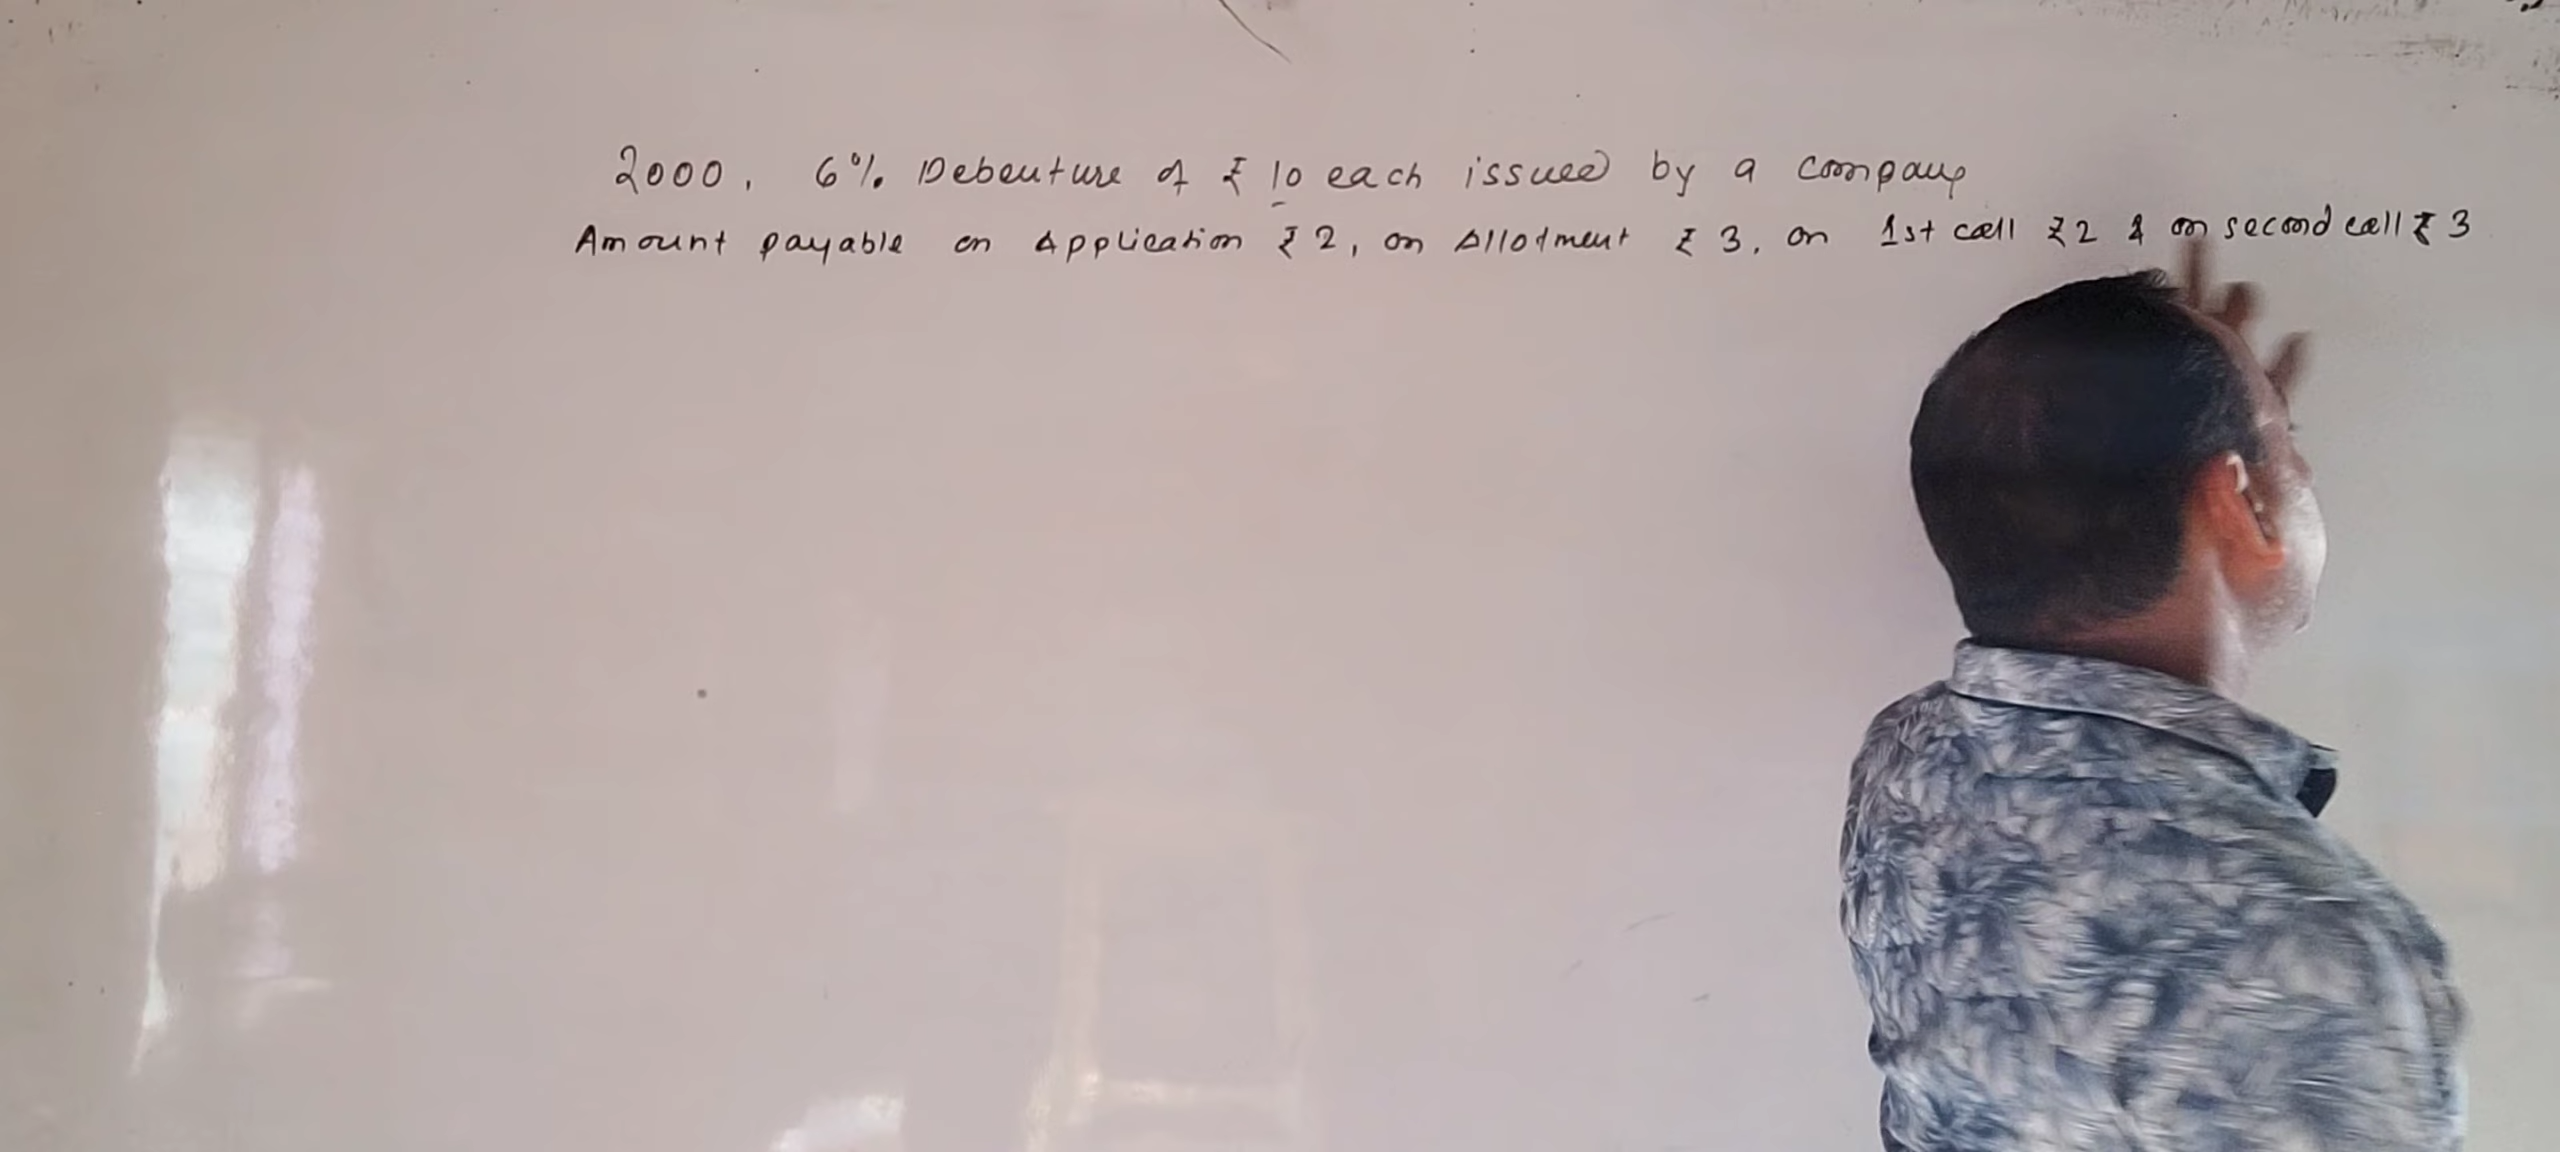 2000, 6% Debenture of ₹ 10 each issued by a company
Amount payable on Application ₹ 2, on Allotment ₹ 3, on 1st call ₹ 2 & on second call ₹ 3